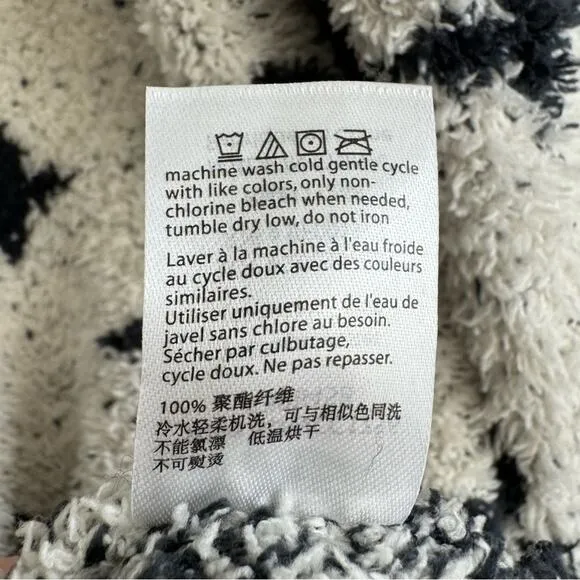 machine wash cold gentle cycle
with like colors, only non-
chlorine bleach when needed,
tumble dry low, do not iron
Laver à la machine à l'eau froide
au cycle doux avec des couleurs
similaires.
Utiliser uniquement de l'eau de
javel sans chlore au besoin.
Sécher par culbutage,
cycle doux. Ne pas repasser.
100% 聚酯纤维
冷水轻柔机洗，可与相似色同洗
不能氯漂 低温烘干
不可熨烫